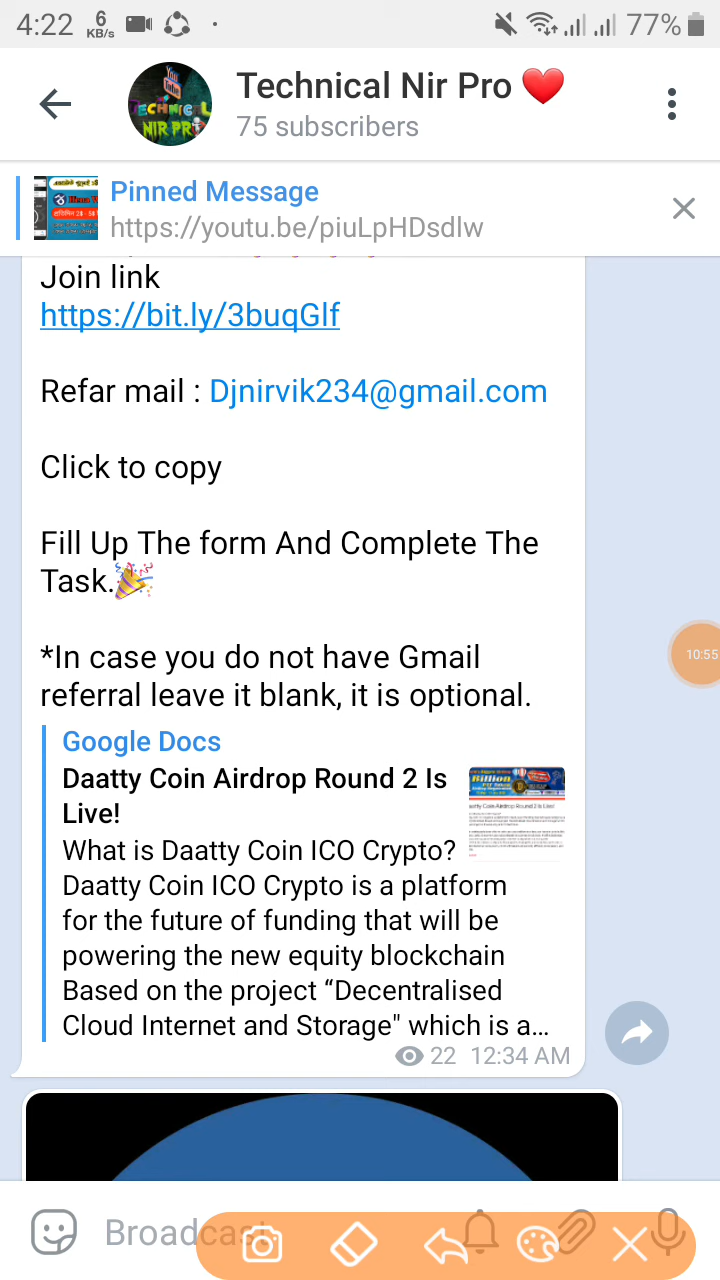 4:22 6 KB/s 77%
Technical Nir Pro ❤️
75 subscribers
Pinned Message
https://youtu.be/piuLpHDsdlw
Join link
https://bit.ly/3buqGlf
Refar mail : Djnirvik234@gmail.com
Click to copy
Fill Up The form And Complete The
Task.🎉
*In case you do not have Gmail
referral leave it blank, it is optional.
10:55
Google Docs
Daatty Coin Airdrop Round 2 Is
Live!
What is Daatty Coin ICO Crypto?
Daatty Coin ICO Crypto is a platform
for the future of funding that will be
powering the new equity blockchain
Based on the project “Decentralised
Cloud Internet and Storage" which is a...
22 12:34 AM
Broadcast